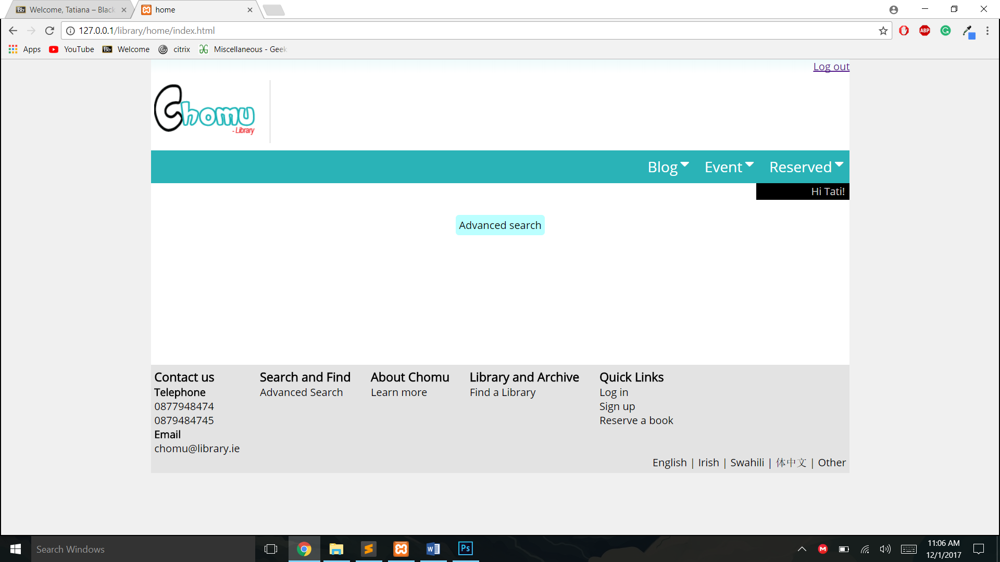 Welcome, Tatiana – Black
home
127.0.0.1/library/home/index.html
ABP
Apps
YouTube
Bb Welcome
citrix
Miscellaneous - Geek
Log out
Chomu
- Library
Blog Event Reserved
Hi Tati!
Advanced search
Contact us
Telephone
0877948474
0879484745
Email
chomu@library.ie
Search and Find
Advanced Search
About Chomu
Learn more
Library and Archive
Find a Library
Quick Links
Log in
Sign up
Reserve a book
English | Irish | Swahili | 体中文 | Other
Search Windows
Ps
11:06 AM
12/1/2017